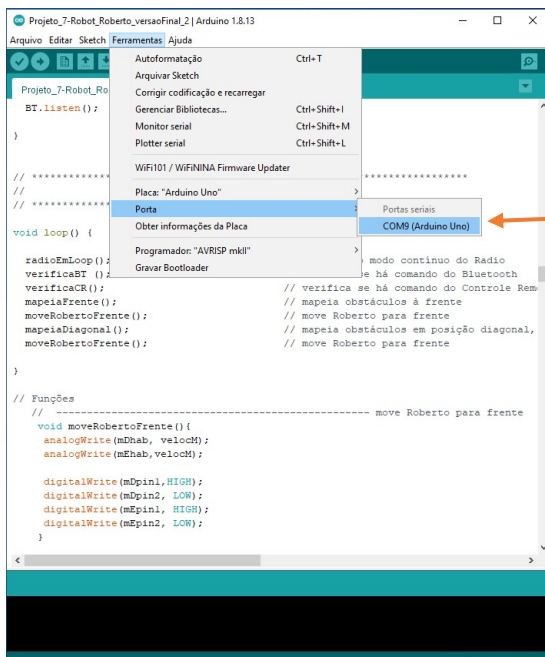 Projeto_7-Robot_Roberto_versaoFinal_2 | Arduino 1.8.13
Arquivo Editar Sketch Ferramentas Ajuda
Projeto_7-Robot_Ro
Autoformatação Ctrl+T
Arquivar Sketch
Corrigir codificação e recarregar
Gerenciar Bibliotecas... Ctrl+Shift+I
Monitor serial Ctrl+Shift+M
Plotter serial Ctrl+Shift+L
WiFi101 / WiFiNINA Firmware Updater
Placa: "Arduino Uno"
Porta
Obter informações da Placa
Programador: "AVRISP mkII"
Gravar Bootloader
Portas seriais
COM9 (Arduino Uno)
BT.listen();
}
// ************* *****************
//
// *************
void loop() {
radioEmLoop(); modo contínuo do Radio
verificaBT (); se há comando do Bluetooth
verificaCR(); // verifica se há comando do Controle Rem
mapeiaFrente(); // mapeia obstáculos à frente
moveRobertoFrente(); // move Roberto para frente
mapeiaDiagonal(); // mapeia obstáculos em posição diagonal,
moveRobertoFrente(); // move Roberto para frente
}
// Funções
// --------------------------------------------------- move Roberto para frente
void moveRobertoFrente(){
analogWrite(mDhab, velocM);
analogWrite(mEhab,velocM);
digitalWrite(mDpin1,HIGH);
digitalWrite(mDpin2, LOW);
digitalWrite(mEpin1, HIGH);
digitalWrite(mEpin2, LOW);
}